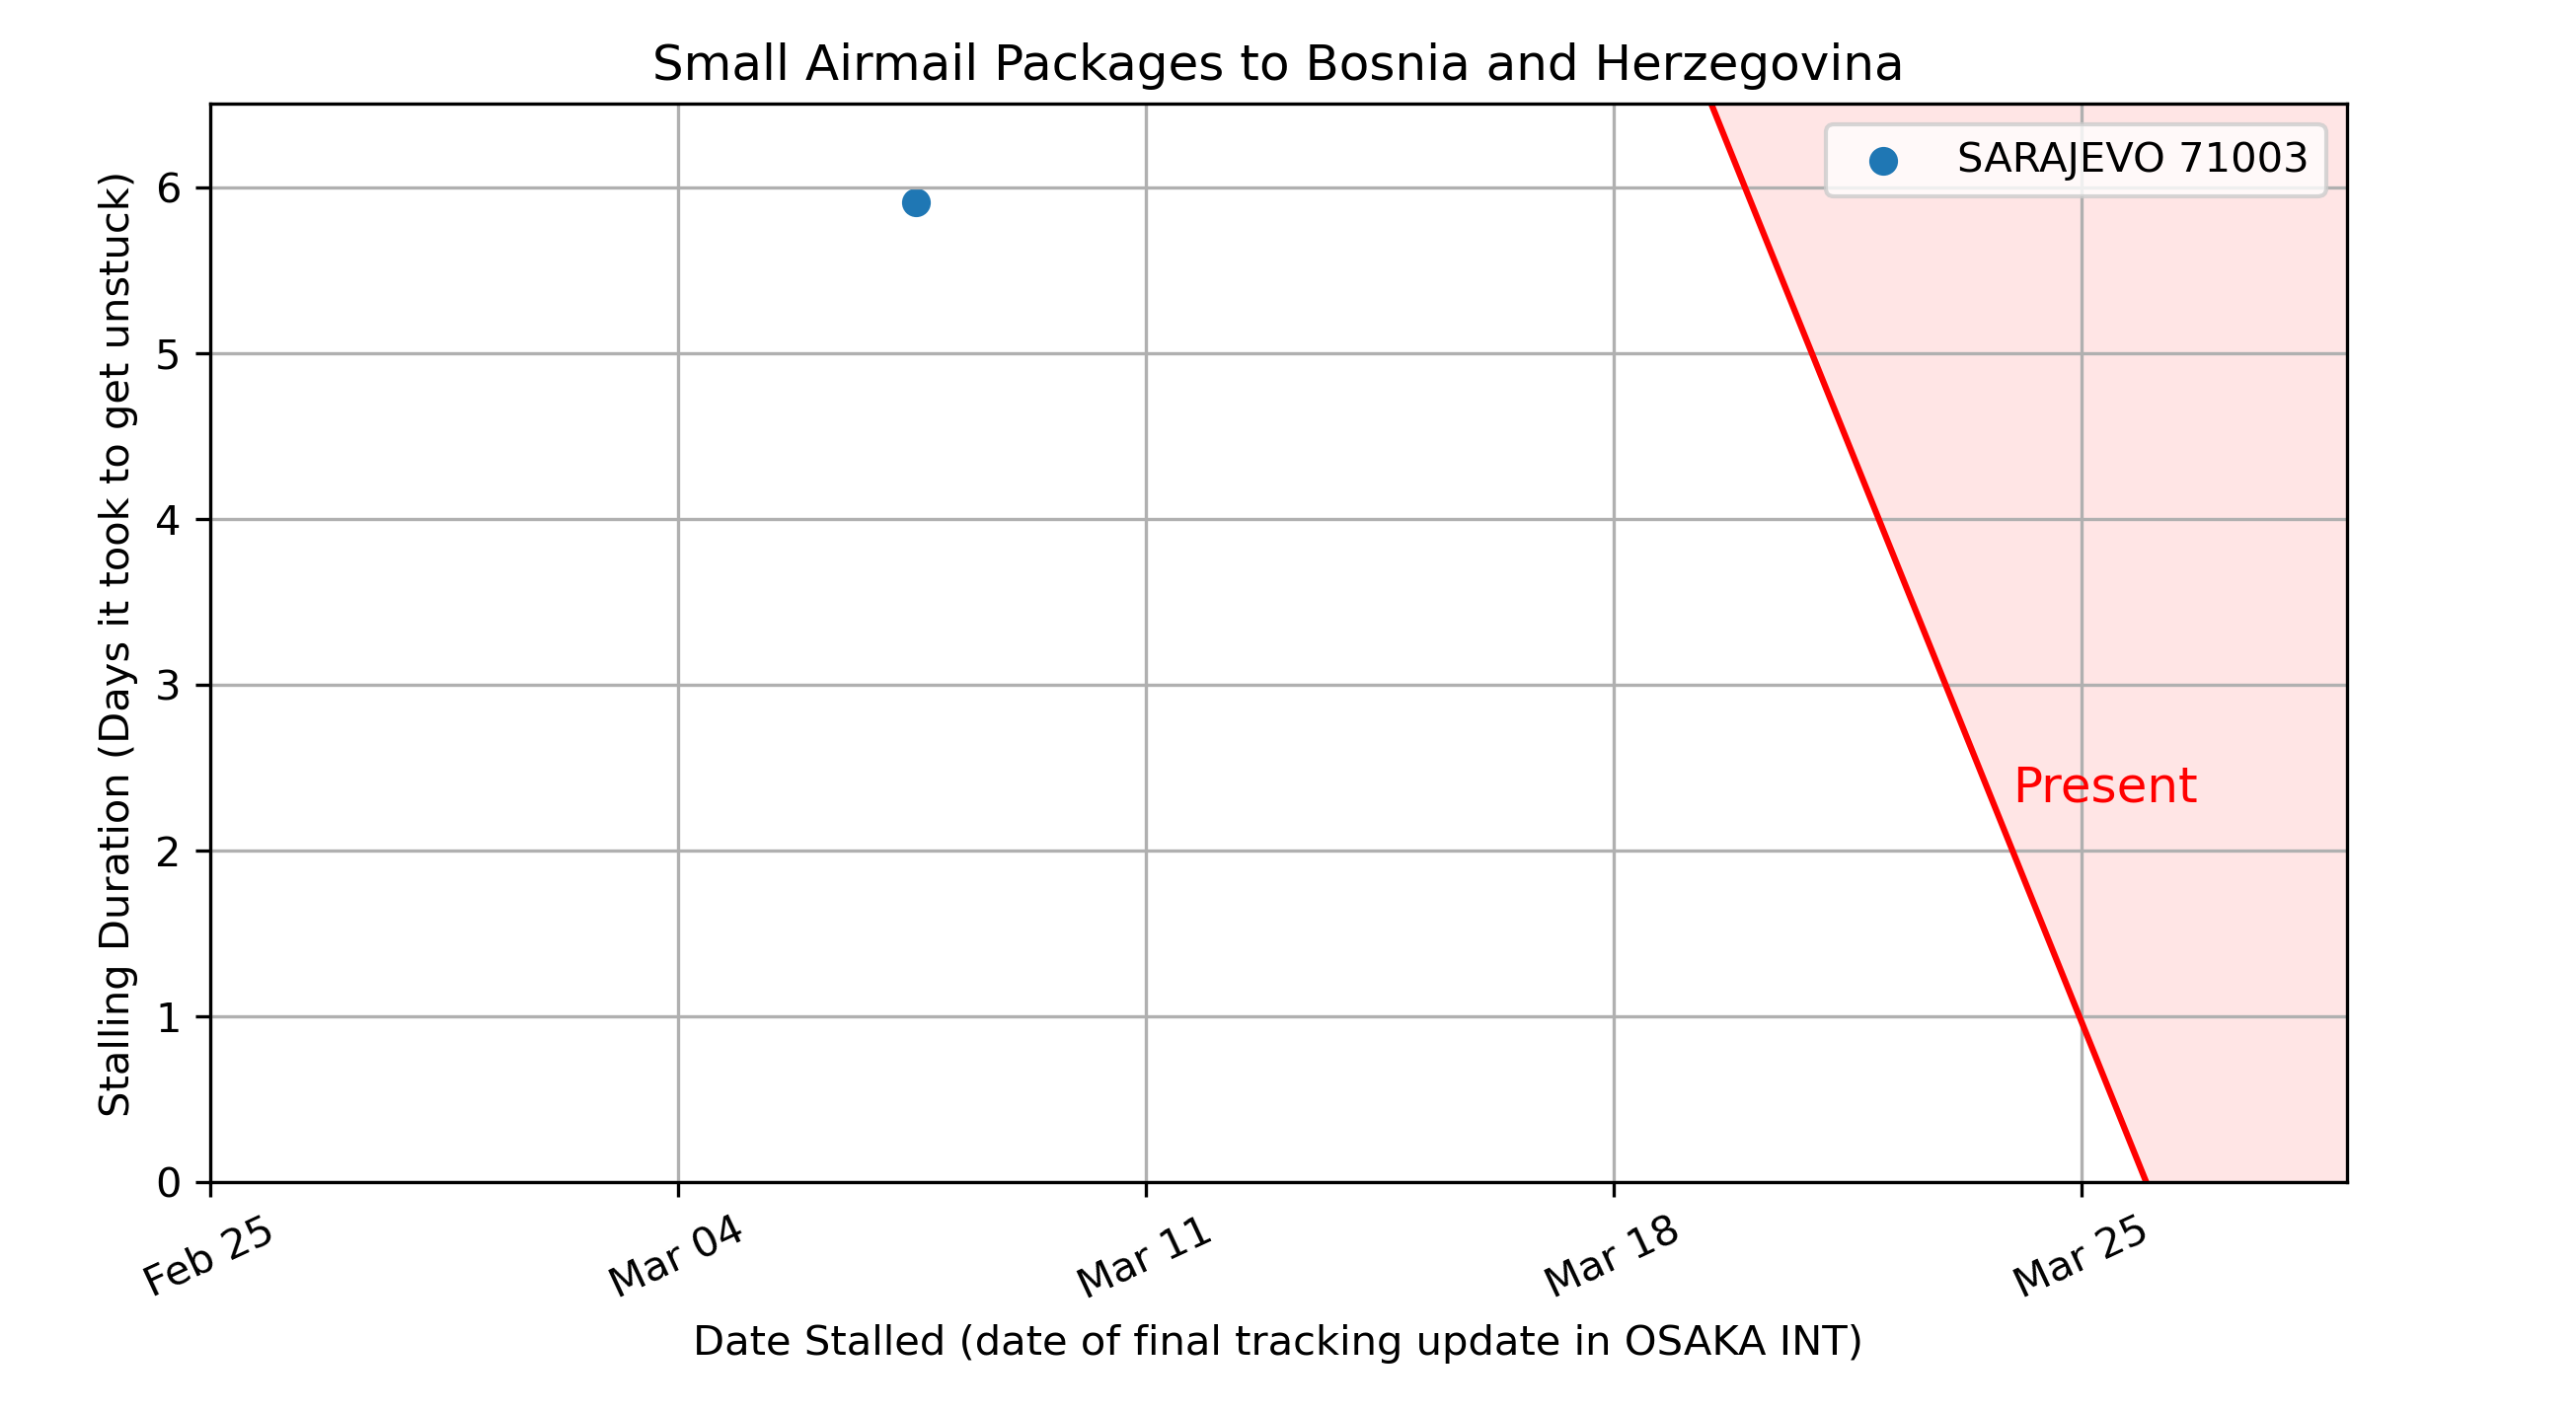 Small Airmail Packages to Bosnia and Herzegovina
SARAJEVO 71003
Stalling Duration (Days it took to get unstuck)
6
5
4
3
2
1
0
Present
Feb 25
Mar 04
Mar 11
Mar 18
Mar 25
Date Stalled (date of final tracking update in OSAKA INT)